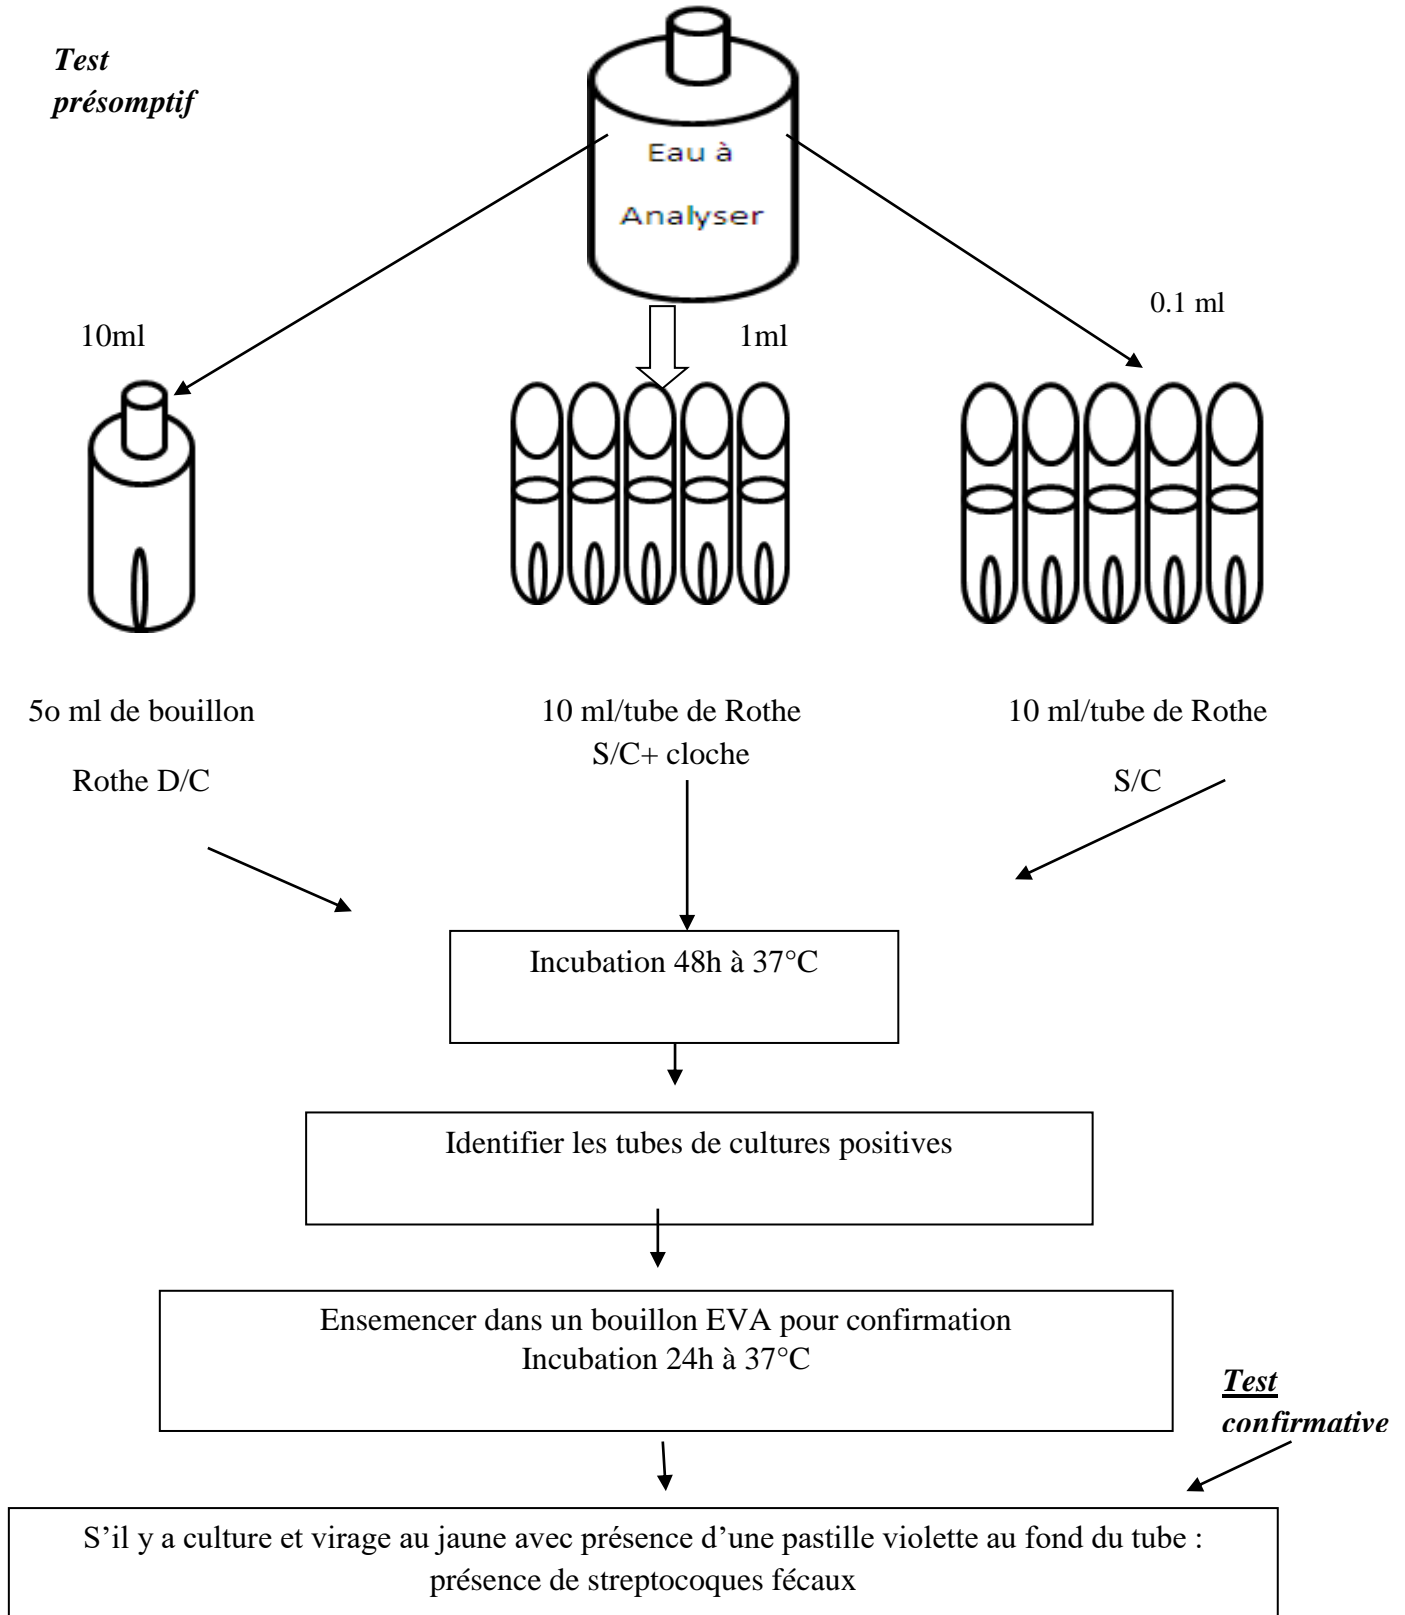 Test
présomptif
Eau à
Analyser
0.1 ml
10ml
1ml
5o ml de bouillon
Rothe D/C
10 ml/tube de Rothe
S/C+ cloche
10 ml/tube de Rothe
S/C
Incubation 48h à 37°C
Identifier les tubes de cultures positives
Ensemencer dans un bouillon EVA pour confirmation
Incubation 24h à 37°C
Test
confirmative
S’il y a culture et virage au jaune avec présence d’une pastille violette au fond du tube :
présence de streptocoques fécaux